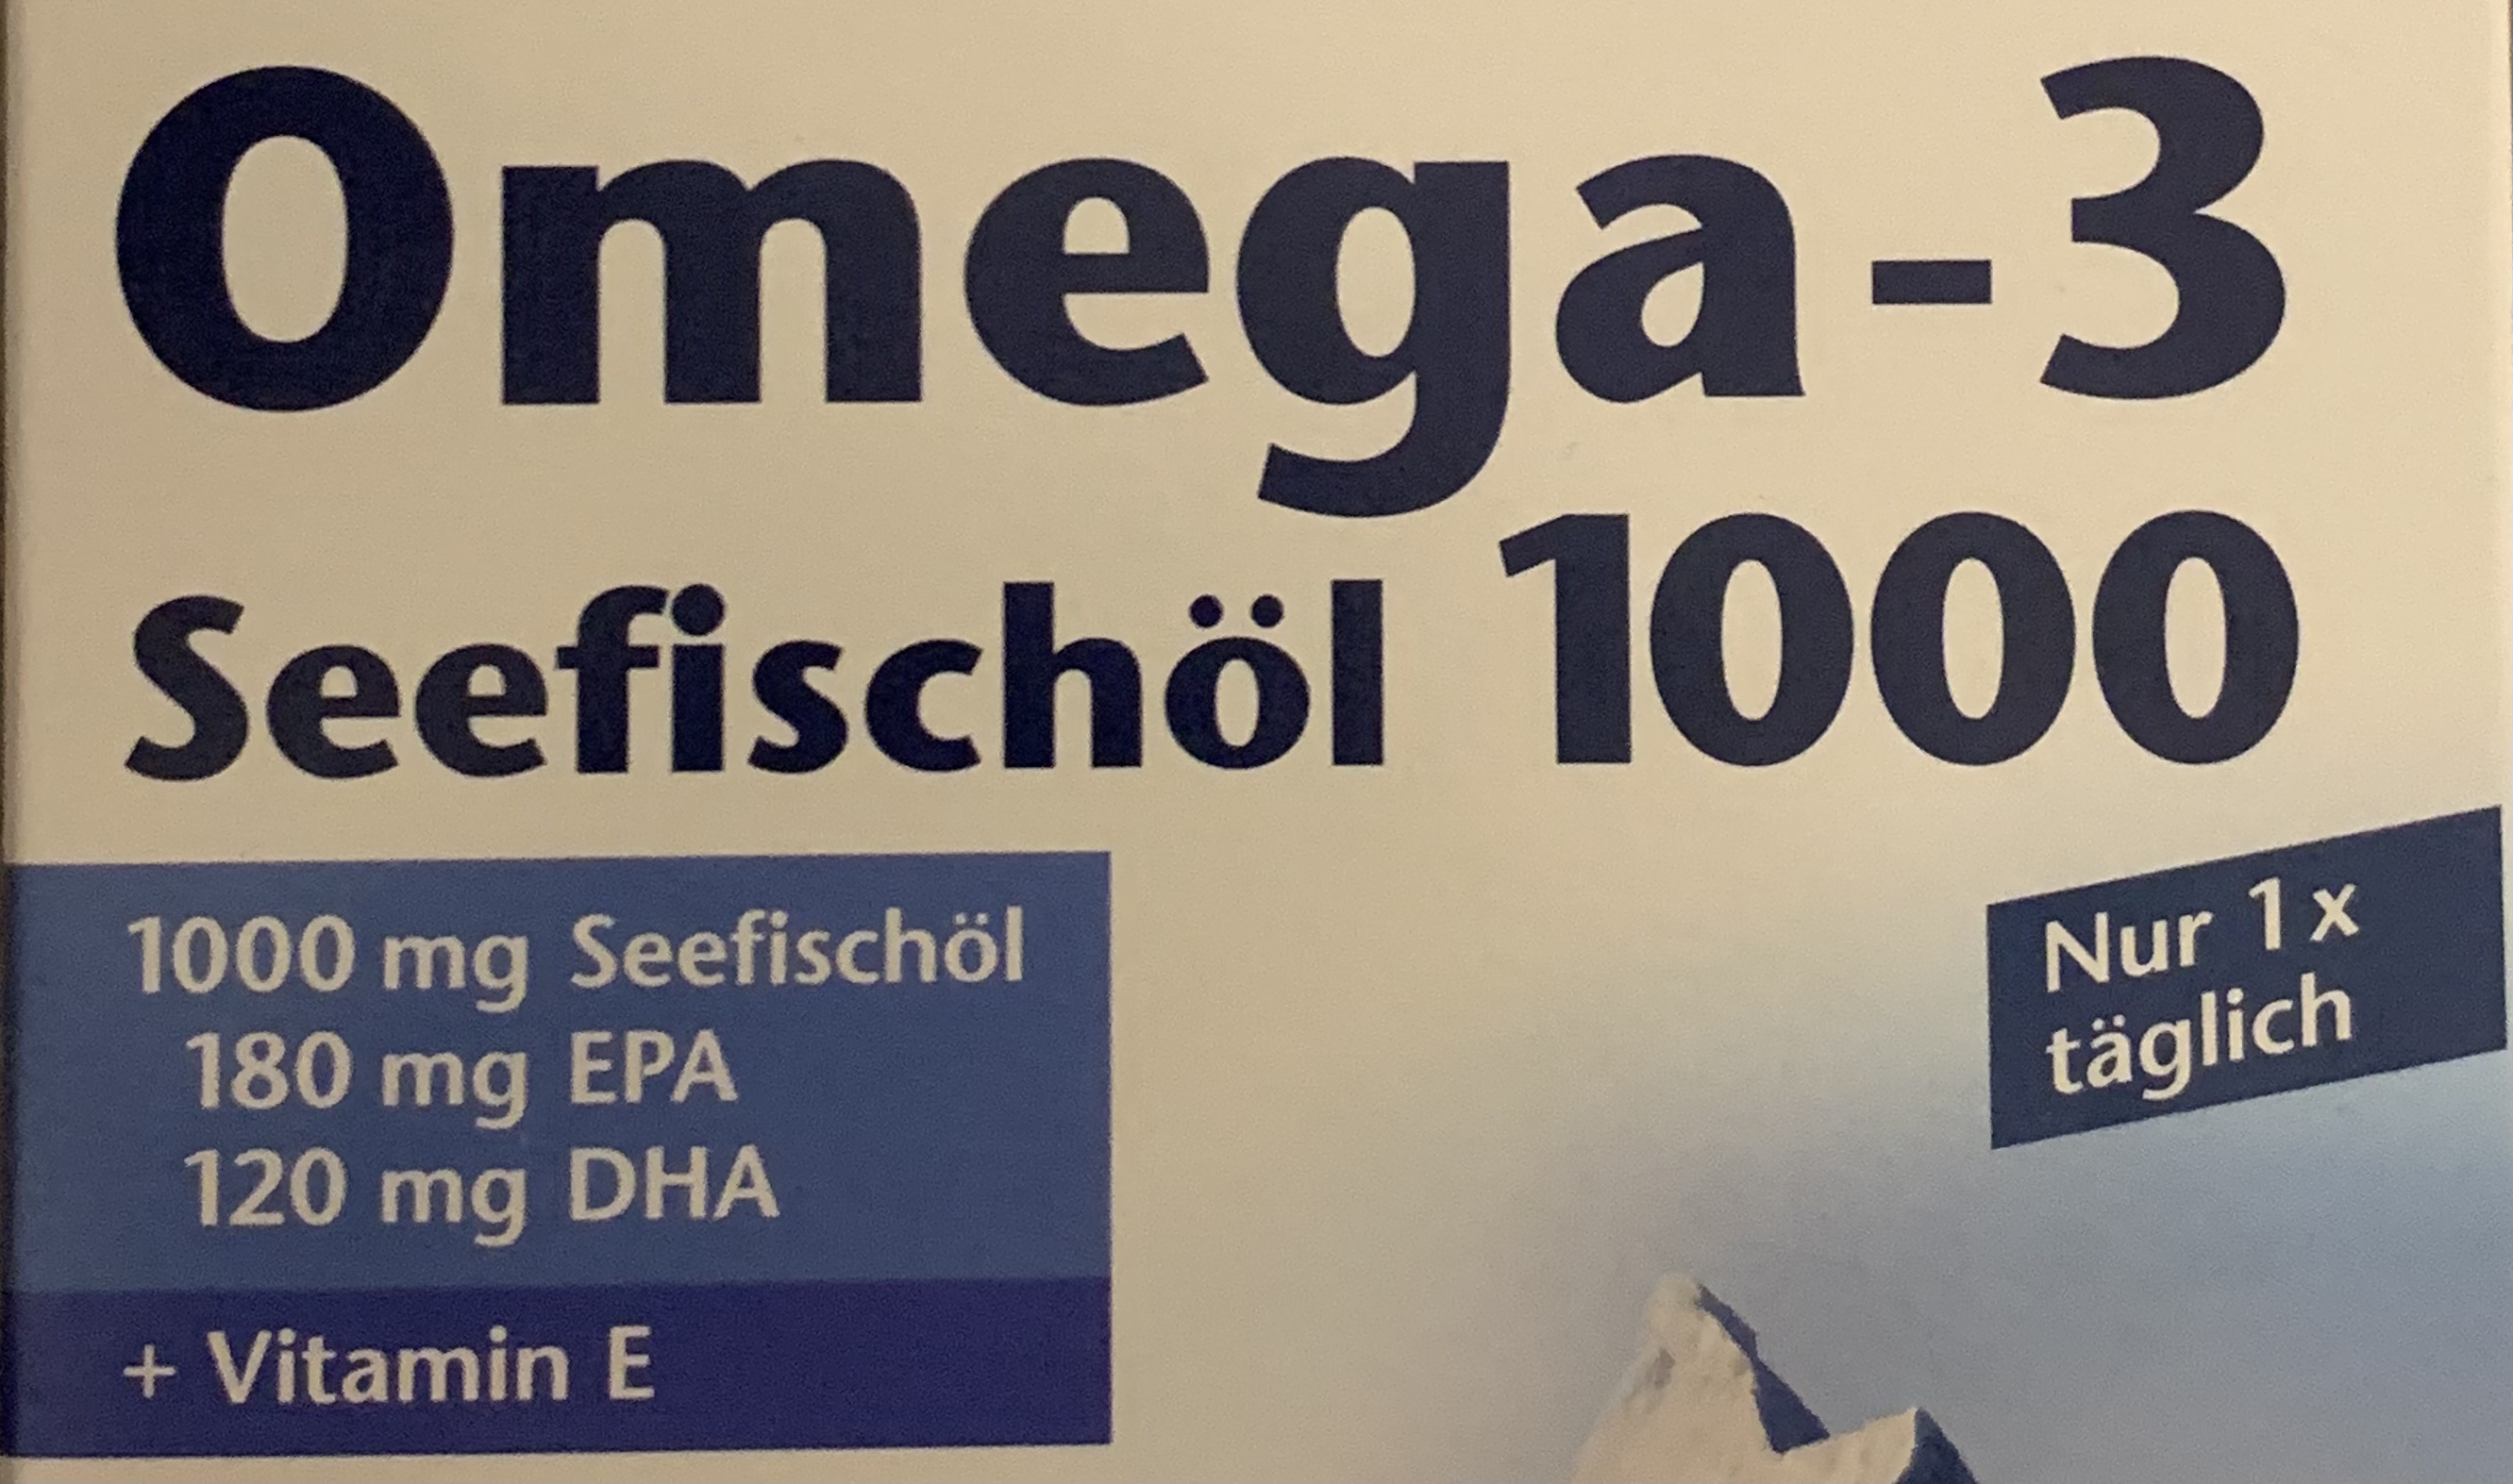 Omega-3
Seefischöl 1000
1000 mg Seefischöl
180 mg EPA
120 mg DHA
+ Vitamin E
Nur 1x
täglich